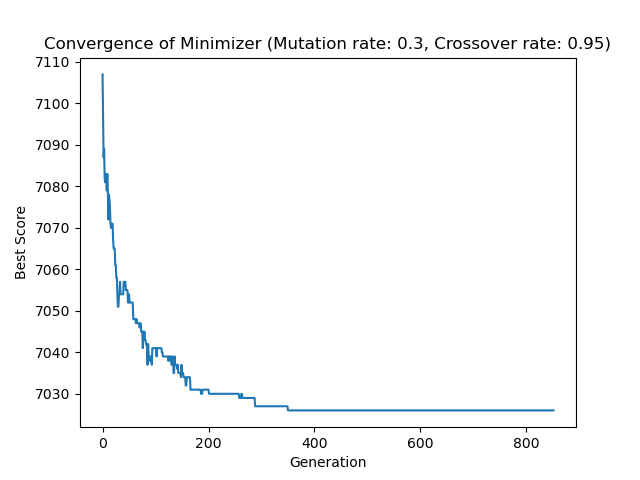 Convergence of Minimizer (Mutation rate: 0.3, Crossover rate: 0.95)
7110
7100
7090
7080
7070
7060
7050
7040
7030
Best Score
0 200 400 600 800
Generation